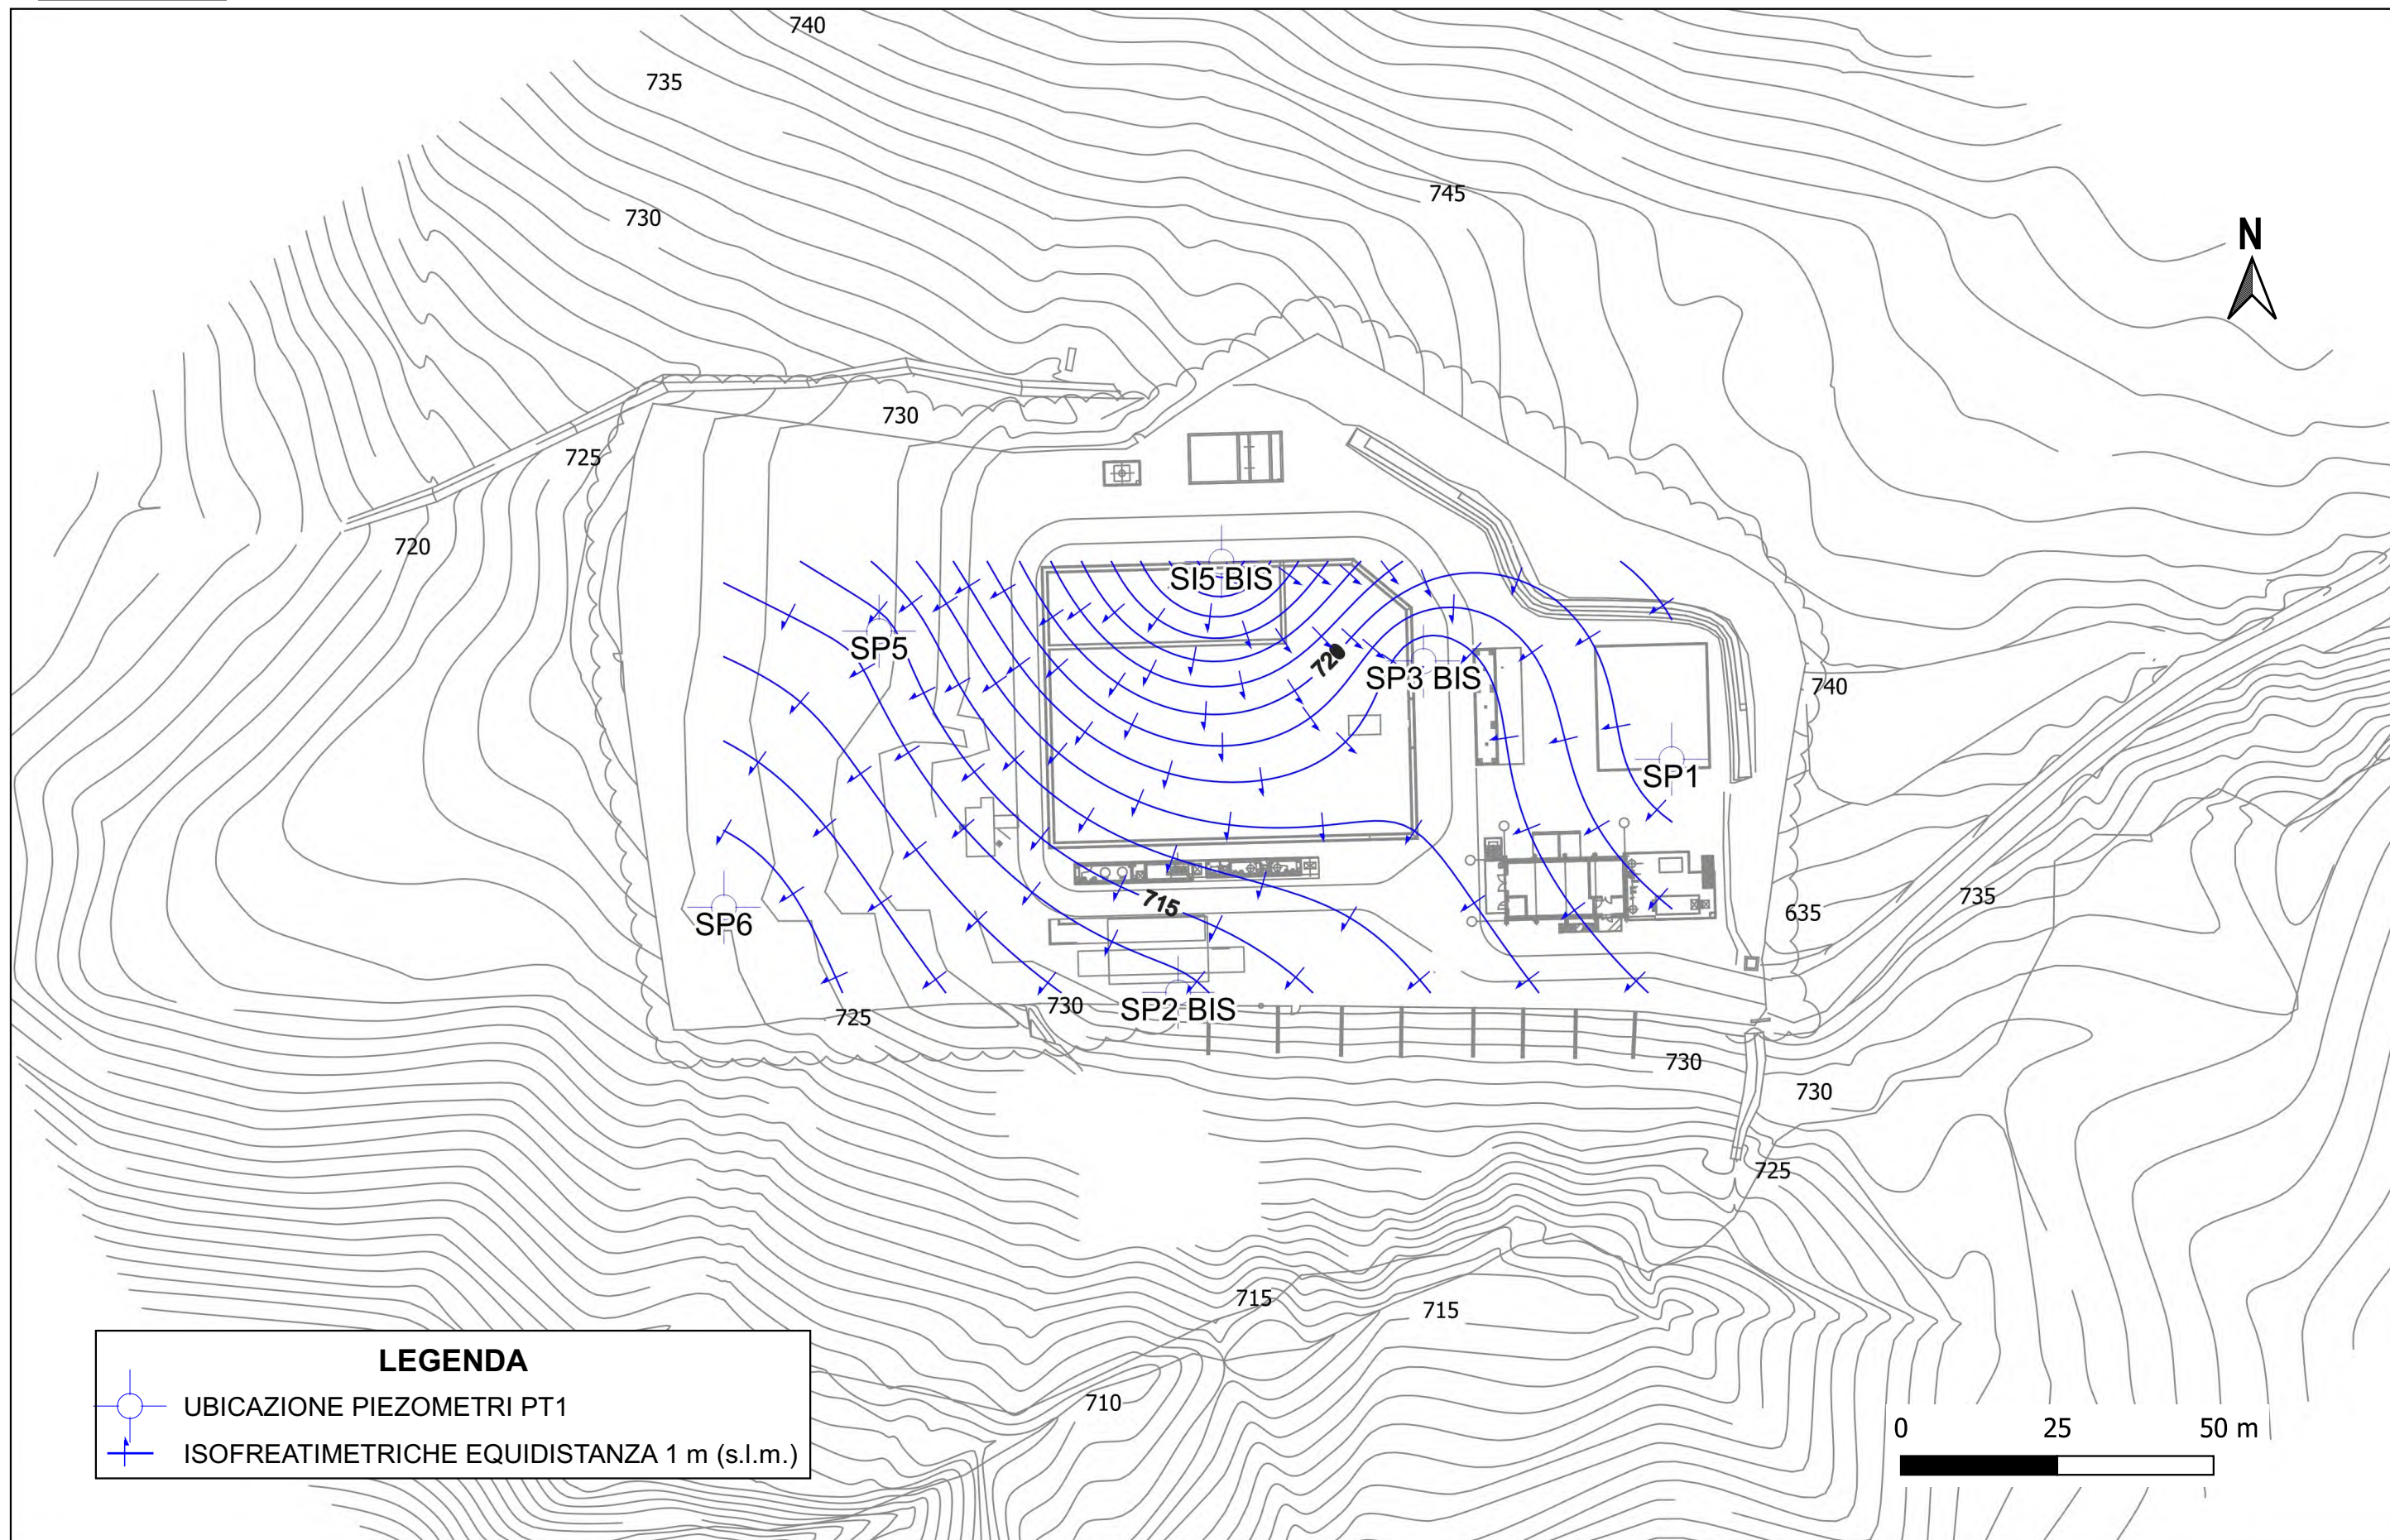 740
735
745
730
N
730
725
720
SI5 BIS
SP5
720
SP3 BIS
740
SP1
735
715
635
SP6
730
SP2 BIS
725
730
730
725
715
715
LEGENDA
710
UBICAZIONE PIEZOMETRI PT1
0 25 50 m
ISOFREATIMETRICHE EQUIDISTANZA 1 m (s.l.m.)